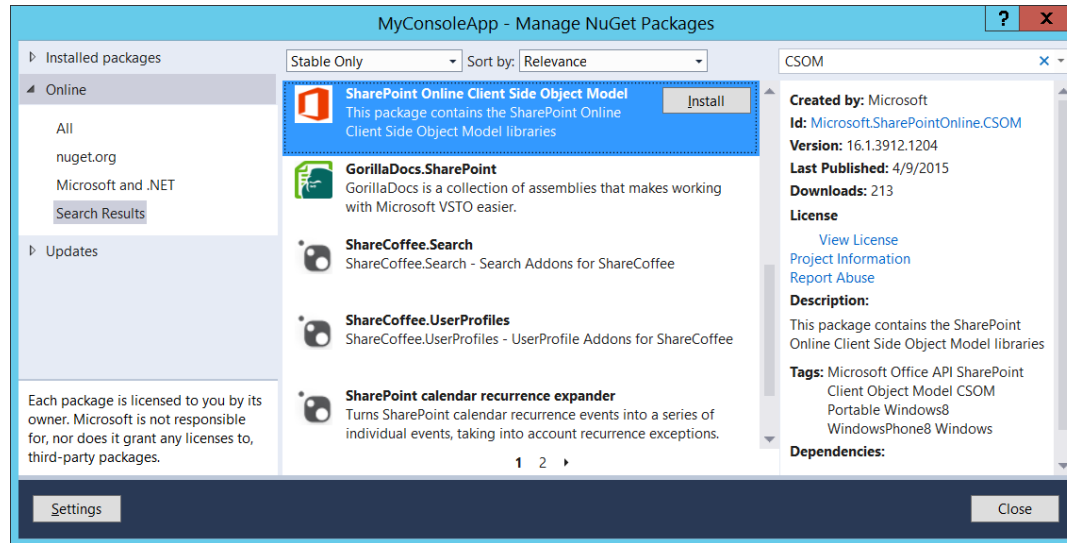 MyConsoleApp - Manage NuGet Packages
?
X
Installed packages
Online
All
nuget.org
Microsoft and .NET
Search Results
Updates
Each package is licensed to you by its
owner. Microsoft is not responsible
for, nor does it grant any licenses to,
third-party packages.
Stable Only
Sort by: Relevance
SharePoint Online Client Side Object Model
This package contains the SharePoint Online
Client Side Object Model libraries
Install
GorillaDocs.SharePoint
GorillaDocs is a collection of assemblies that makes working
with Microsoft VSTO easier.
ShareCoffee.Search
ShareCoffee.Search - Search Addons for ShareCoffee
ShareCoffee.UserProfiles
ShareCoffee.UserProfiles - UserProfile Addons for ShareCoffee
SharePoint calendar recurrence expander
Turns SharePoint calendar recurrence events into a series of
individual events, taking into account recurrence exceptions.
1 2
CSOM
Created by: Microsoft
Id: Microsoft.SharePointOnline.CSOM
Version: 16.1.3912.1204
Last Published: 4/9/2015
Downloads: 213
License
View License
Project Information
Report Abuse
Description:
This package contains the SharePoint
Online Client Side Object Model libraries
Tags: Microsoft Office API SharePoint
Client Object Model CSOM
Portable Windows8
WindowsPhone8 Windows
Dependencies:
Settings
Close